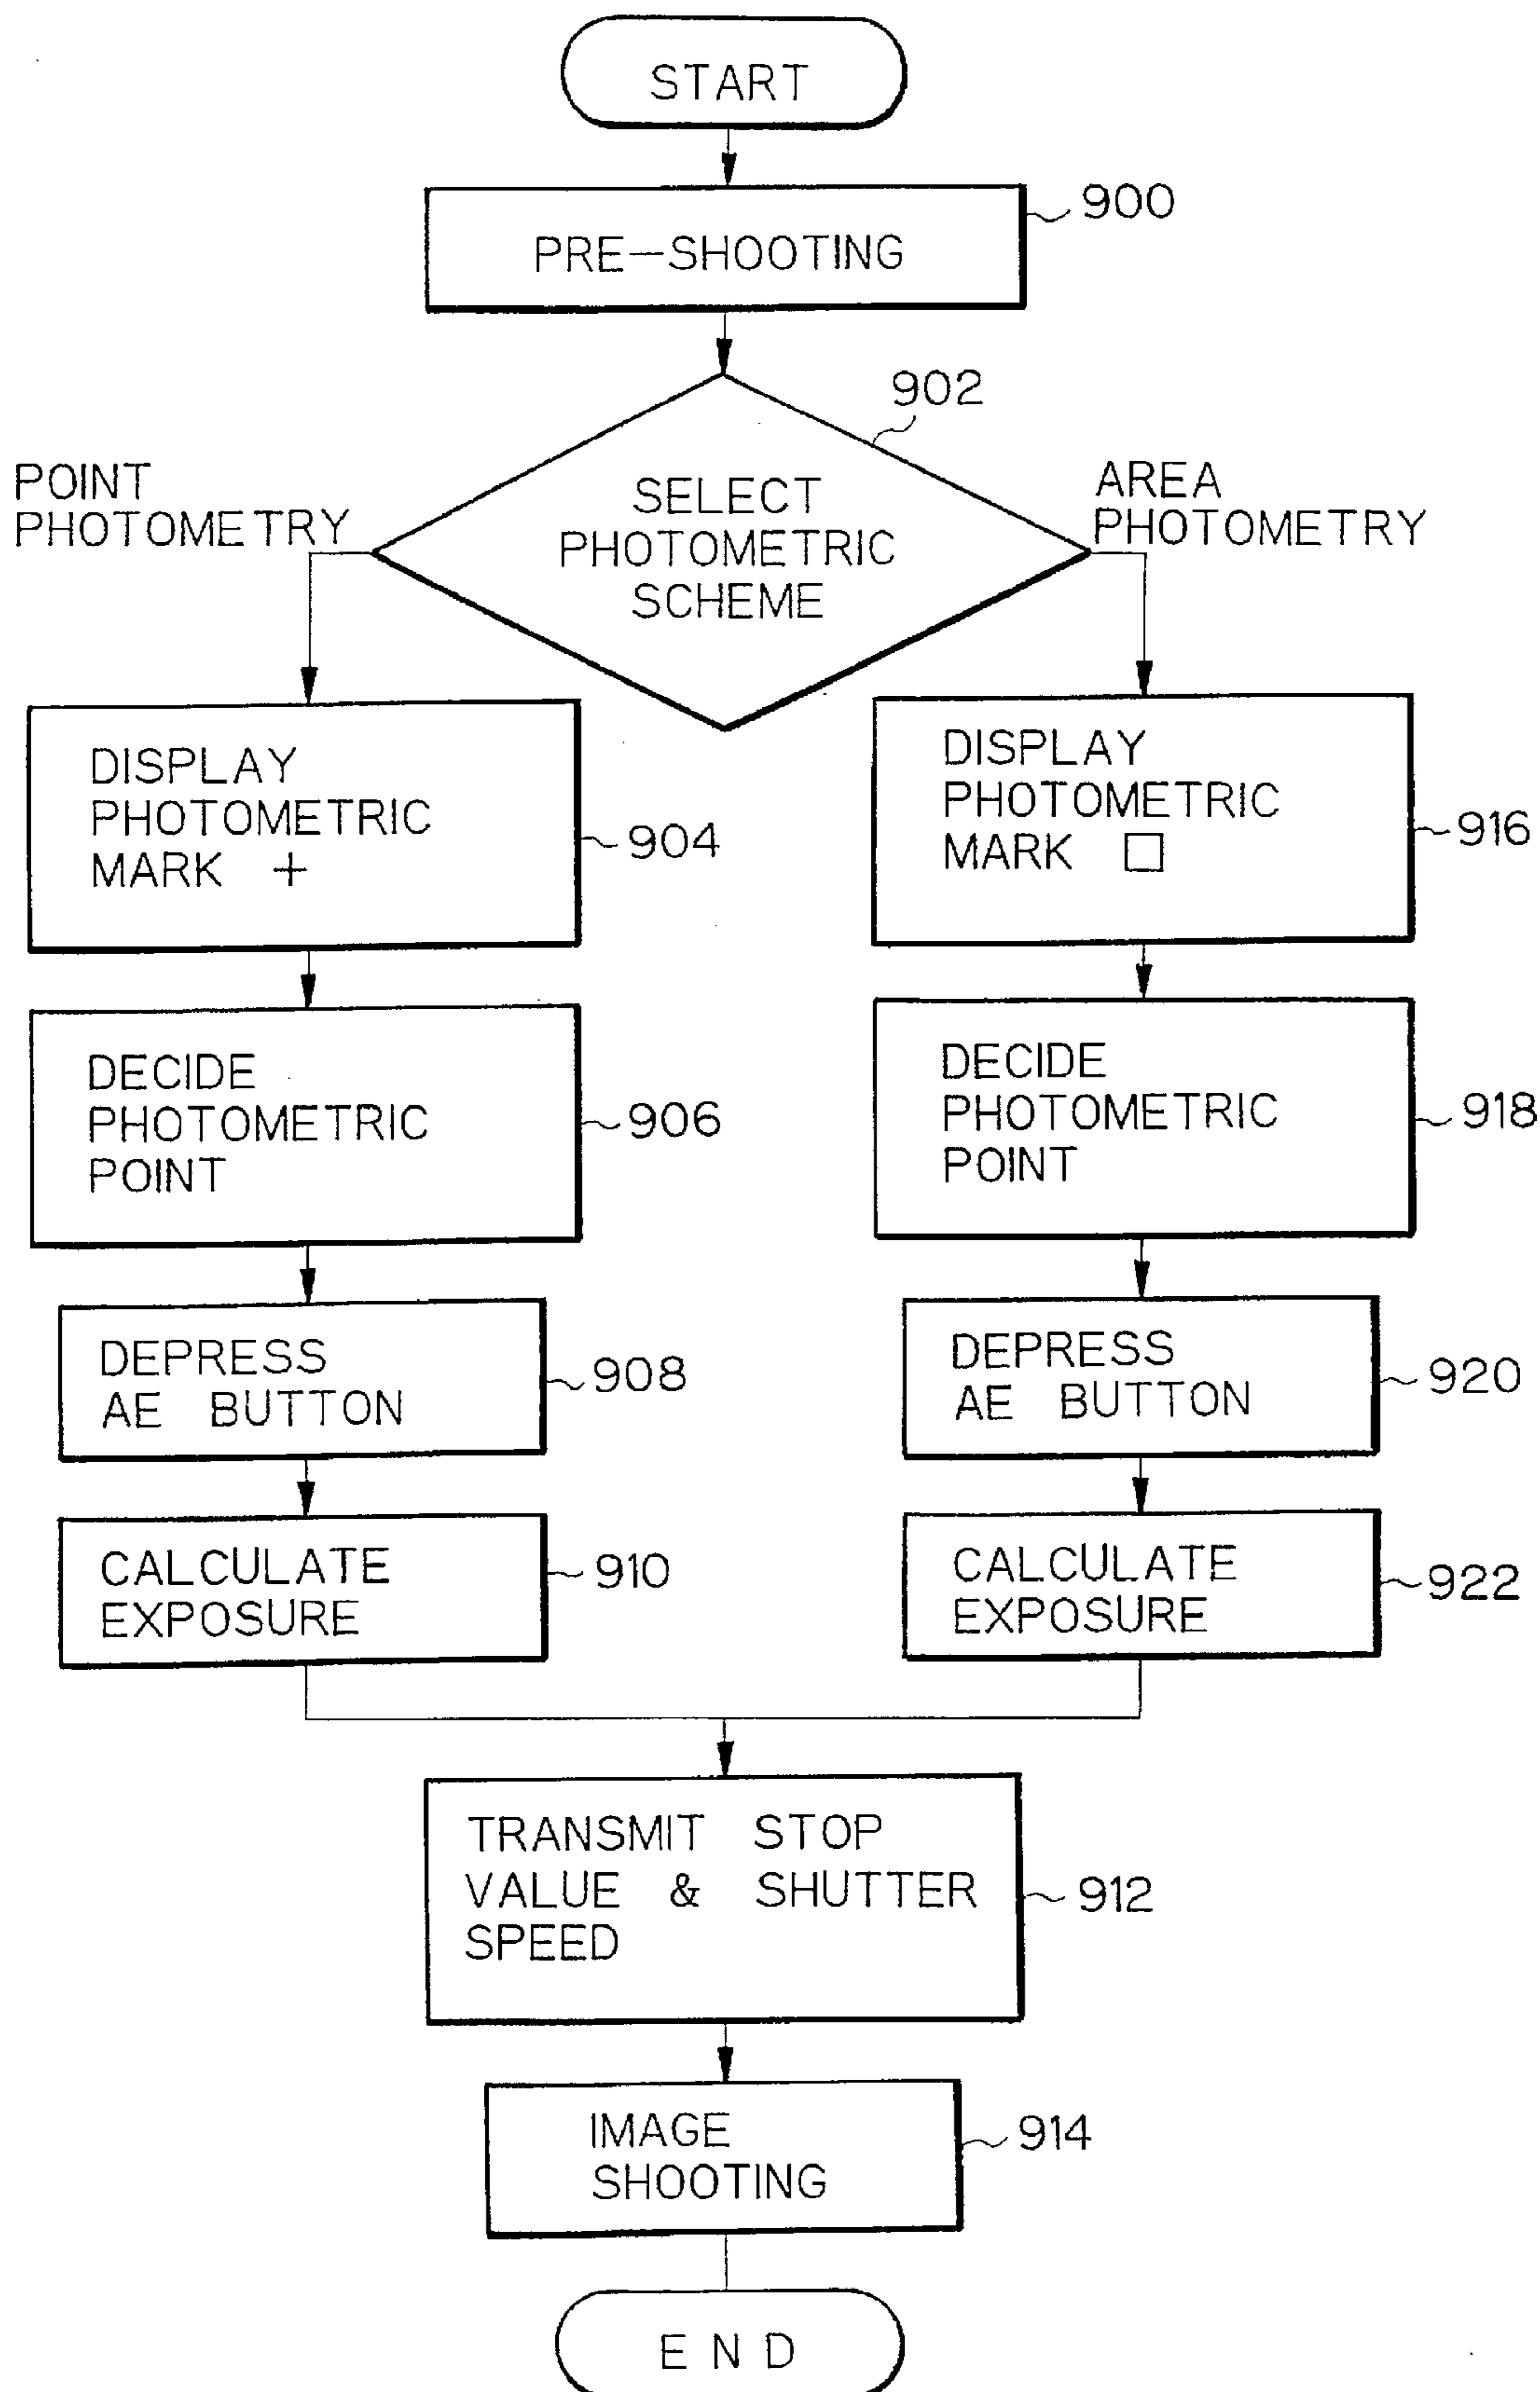 START
PRE-SHOOTING
900
902
SELECT
PHOTOMETRIC
SCHEME
POINT
PHOTOMETRY
AREA
PHOTOMETRY
DISPLAY
PHOTOMETRIC
MARK +
904
DECIDE
PHOTOMETRIC
POINT
906
DEPRESS
AE BUTTON
908
CALCULATE
EXPOSURE
910
DISPLAY
PHOTOMETRIC
MARK □
916
DECIDE
PHOTOMETRIC
POINT
918
DEPRESS
AE BUTTON
920
CALCULATE
EXPOSURE
922
TRANSMIT STOP
VALUE & SHUTTER
SPEED
912
IMAGE
SHOOTING
914
END